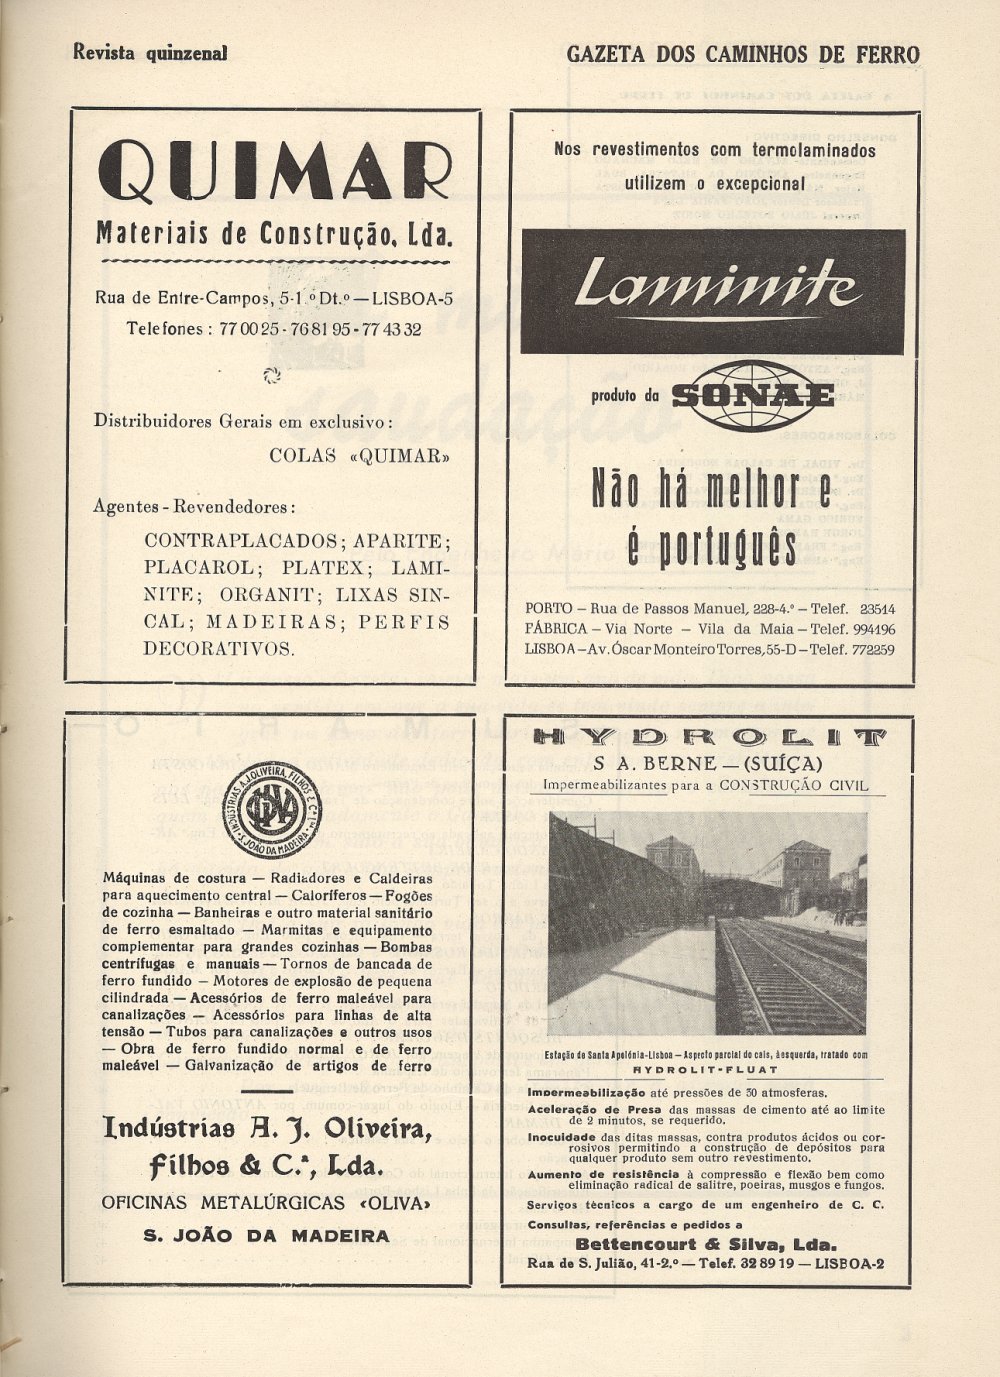 Revista quinzenal
GAZETA DOS CAMINHOS DE FERRO
QUIMAR
Materiais de Construção, Lda.
Rua de Entre-Campos, 5-1.º Dt.º — LISBOA-5
Telefones: 77 00 25 - 76 81 95 - 77 43 32
Distribuidores Gerais em exclusivo:
COLAS «QUIMAR»
Agentes - Revendedores:
CONTRAPLACADOS; APARITE;
PLACAROL; PLATEX; LAMI-
NITE; ORGANIT; LIXAS SIN-
CAL; MADEIRAS; PERFIS
DECORATIVOS.
Nos revestimentos com termolaminados
utilizem o excepcional
Laminite
produto da SONAE
Não há melhor e
é português
PORTO – Rua de Passos Manuel, 228-4.º – Telef. 23514
FÁBRICA – Via Norte – Vila da Maia – Telef. 994196
LISBOA – Av. Óscar Monteiro Torres, 55-D – Telef. 772259
INDÚSTRIAS A.J. OLIVEIRA, FILHOS & C.ª L.da
S. JOÃO DA MADEIRA
Máquinas de costura — Radiadores e Caldeiras
para aquecimento central — Caloríferos — Fogões
de cozinha — Banheiras e outro material sanitário
de ferro esmaltado — Marmitas e equipamento
complementar para grandes cozinhas — Bombas
centrífugas e manuais — Tornos de bancada de
ferro fundido — Motores de explosão de pequena
cilindrada — Acessórios de ferro maleável para
canalizações — Acessórios para linhas de alta
tensão — Tubos para canalizações e outros usos
— Obra de ferro fundido normal e de ferro
maleável — Galvanização de artigos de ferro
Indústrias A. J. Oliveira,
Filhos & C.ª, Lda.
OFICINAS METALÚRGICAS «OLIVA»
S. JOÃO DA MADEIRA
HYDROLIT
S A. BERNE — (SUÍÇA)
Impermeabilizantes para a CONSTRUÇÃO CIVIL
Estação de Santa Apolónia-Lisboa — Aspecto parcial do cais, à esquerda, tratado com
HYDROLIT-FLUAT
Impermeabilização até pressões de 30 atmosferas.
Aceleração de Presa das massas de cimento até ao limite
de 2 minutos, se requerido.
Inocuidade das ditas massas, contra produtos ácidos ou cor-
rosivos permitindo a construção de depósitos para
qualquer produto sem outro revestimento.
Aumento de resistência à compressão e flexão bem como
eliminação radical de salitre, poeiras, musgos e fungos.
Serviços técnicos a cargo de um engenheiro de C. C.
Consultas, referências e pedidos a
Bettencourt & Silva, Lda.
Rua de S. Julião, 41-2.º — Telef. 32 89 19 — LISBOA-2